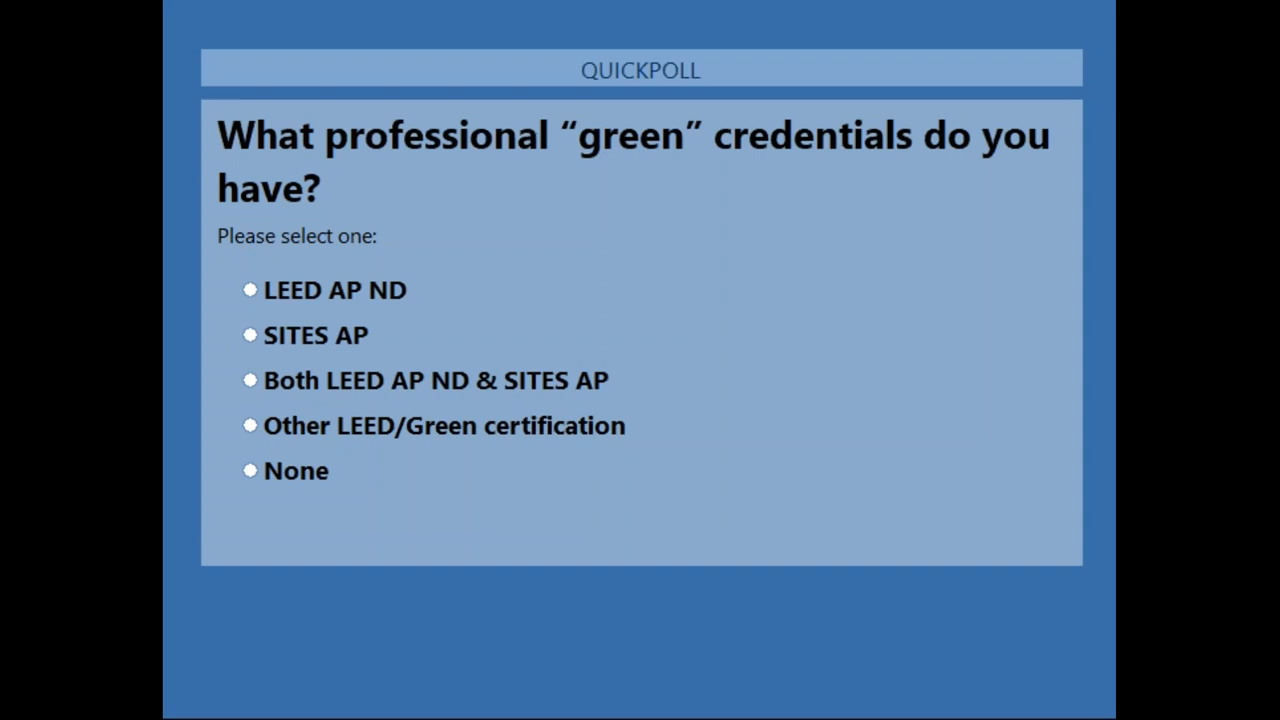 QUICKPOLL
What professional “green” credentials do you
have?
Please select one:
LEED AP ND
SITES AP
Both LEED AP ND & SITES AP
Other LEED/Green certification
None